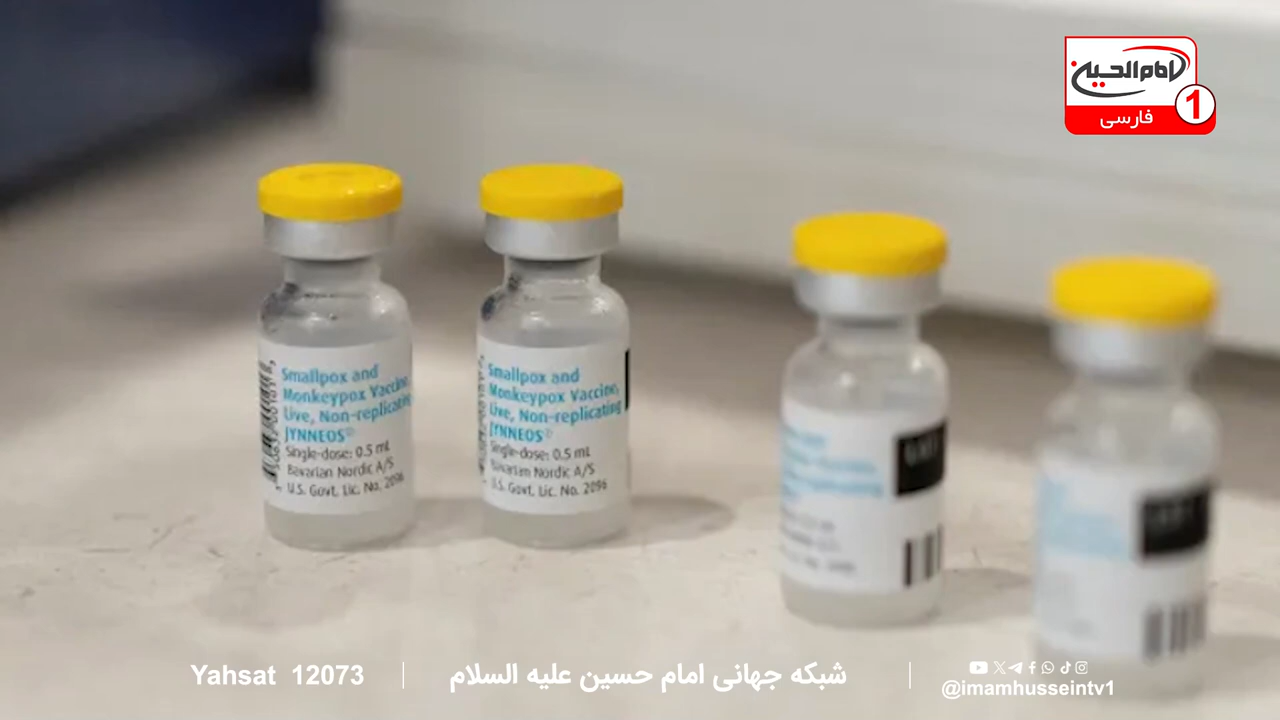 امام الحسین
1
فارسی
Smallpox and
Monkeypox Vaccine,
Live, Non-replicating
JYNNEOS®
Single-dose: 0.5 mL
Bavarian Nordic A/S
U.S. Govt. Lic. No. 2096
Smallpox and
Monkeypox Vaccine,
Live, Non-replicating
JYNNEOS®
Single-dose: 0.5 mL
Bavarian Nordic A/S
U.S. Govt. Lic. No. 2096
Yahsat 12073
شبکه جهانی امام حسین علیه السلام
@imamhusseintv1